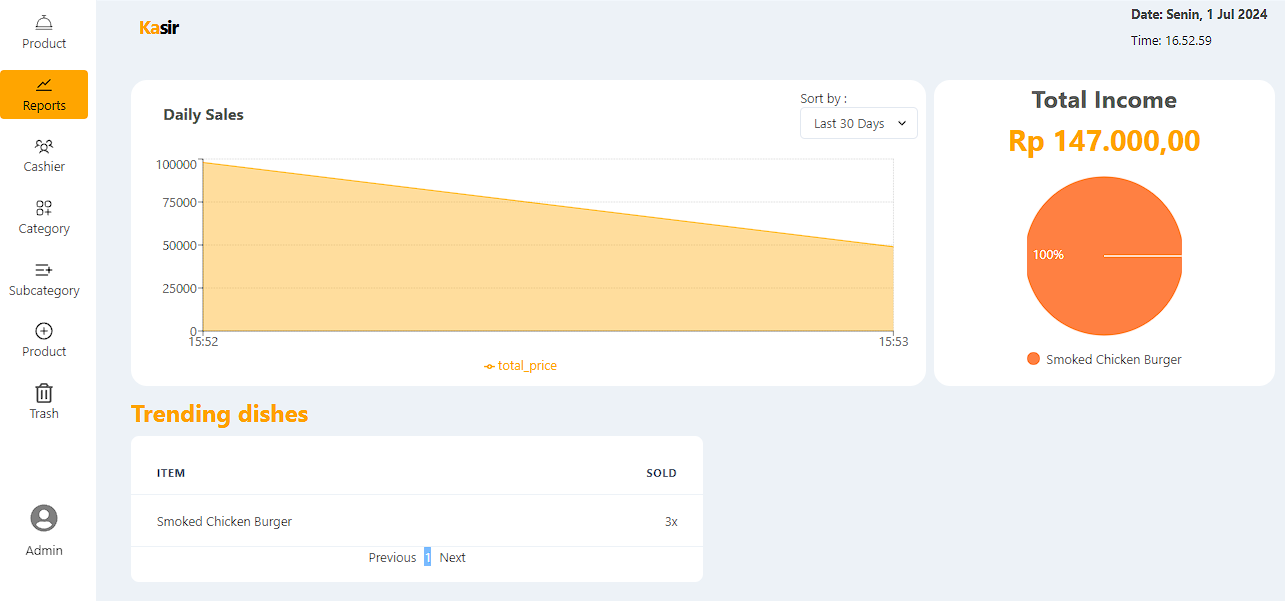 Product
Reports
Cashier
Category
Subcategory
Product
Trash
Admin
Kasir
Date: Senin, 1 Jul 2024
Time: 16.52.59
Daily Sales
Sort by :
Last 30 Days
100000
75000
50000
25000
0
15:52 15:53
total_price
Total Income
Rp 147.000,00
100%
Smoked Chicken Burger
Trending dishes
ITEM SOLD
Smoked Chicken Burger 3x
Previous 1 Next